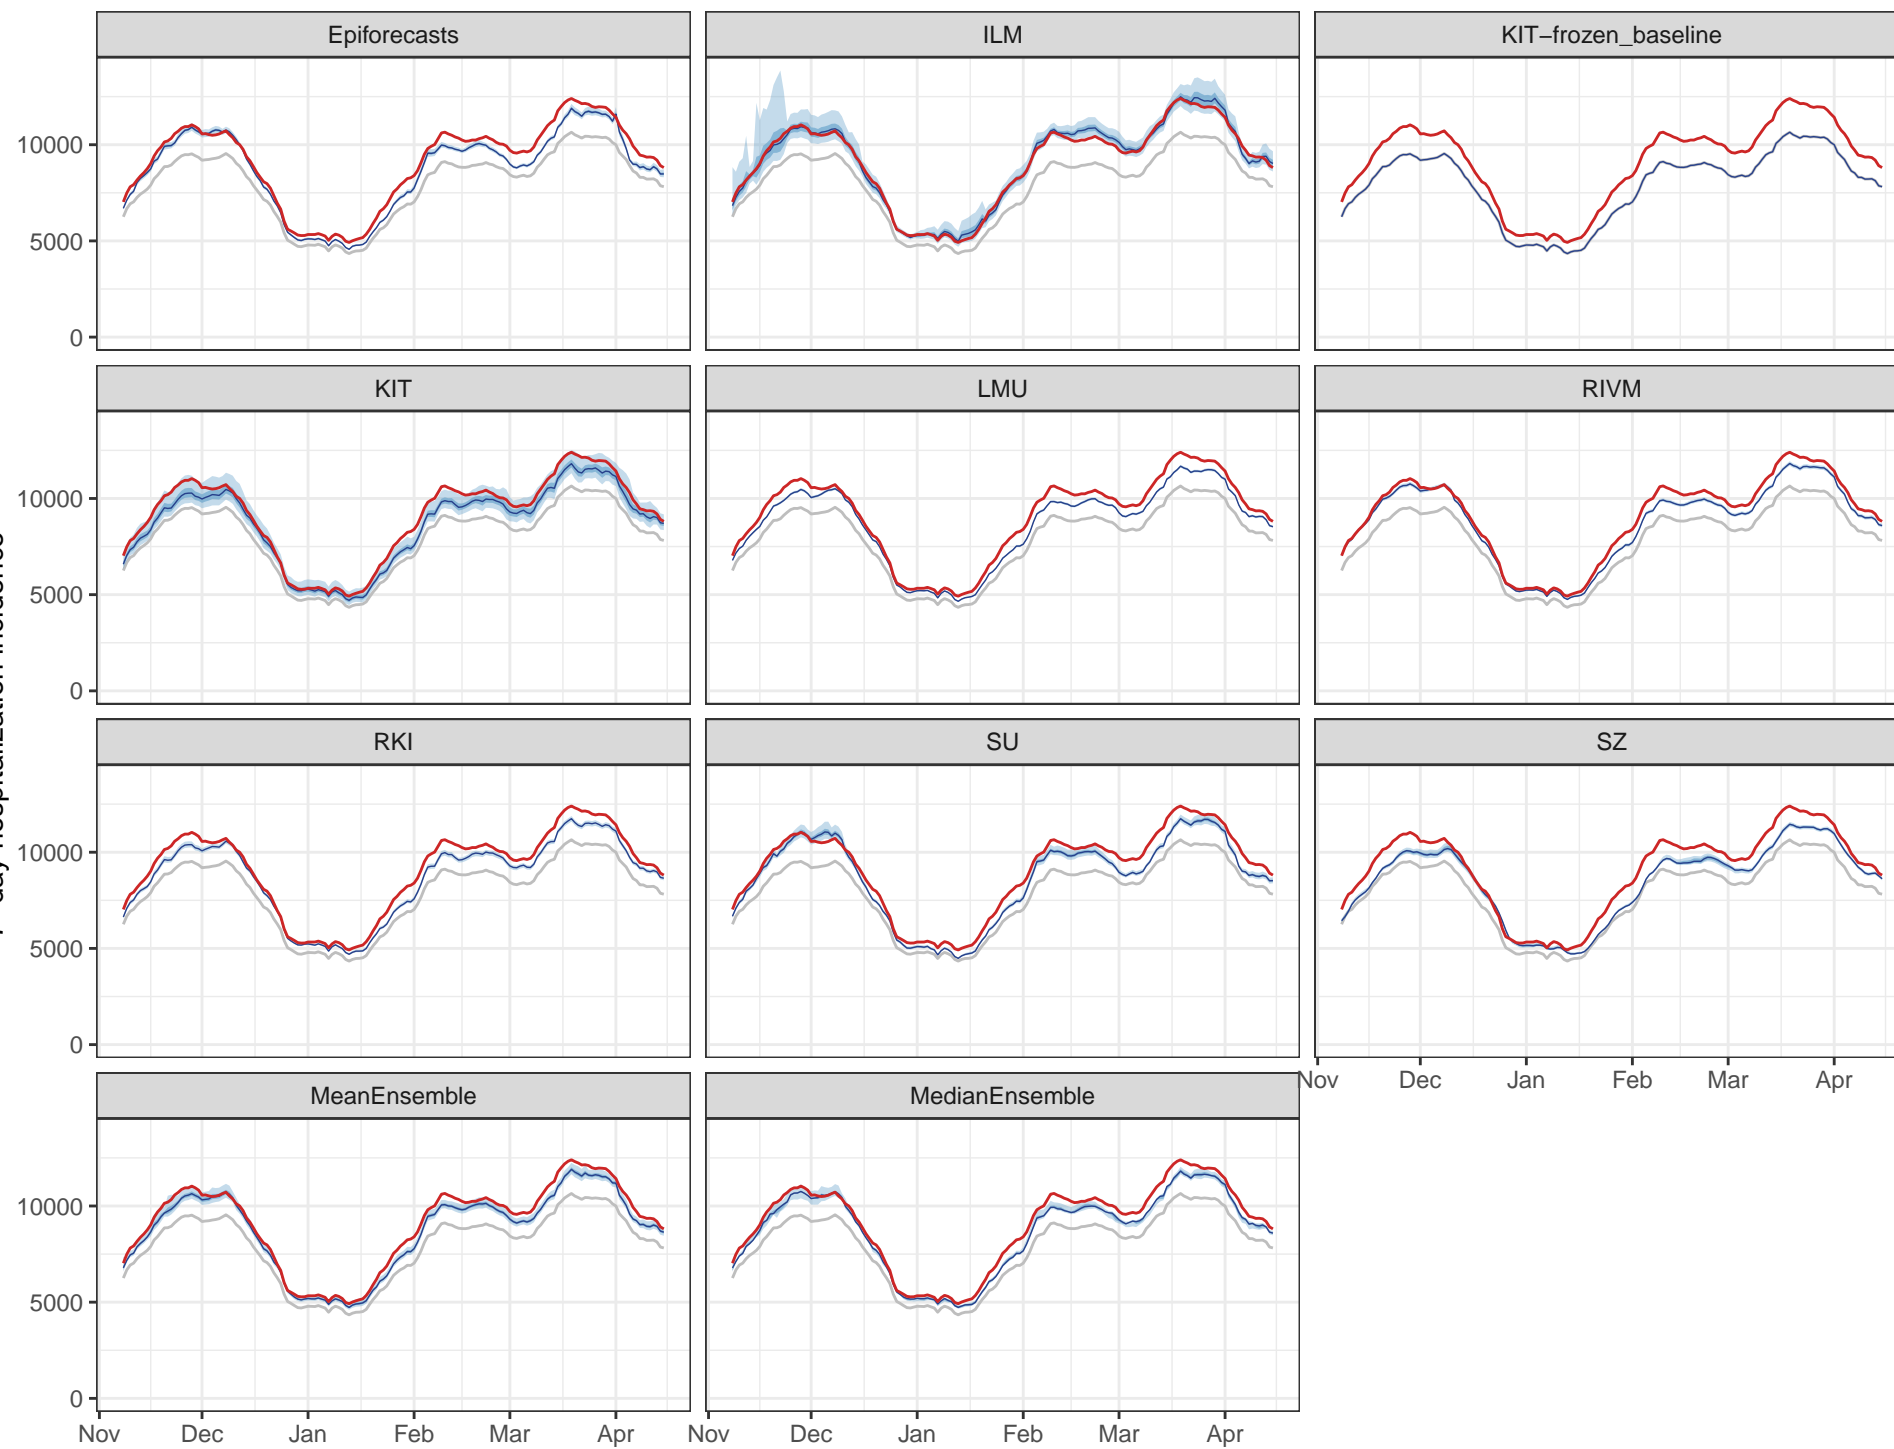 Epiforecasts ILM KIT−frozen_baseline
10000
5000
0
KIT LMU RIVM
10000
5000
0
RKI SU SZ
10000
5000
0
Nov Dec Jan Feb Mar Apr
MeanEnsemble MedianEnsemble
10000
5000
0
Nov Dec Jan Feb Mar Apr Nov Dec Jan Feb Mar Apr